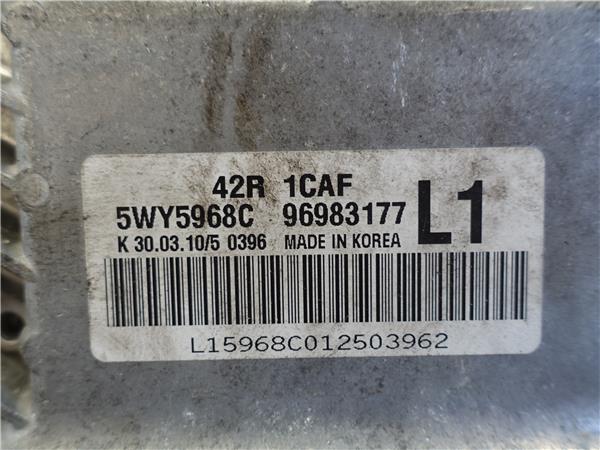 42R 1CAF
5WY5968C 96983177 L1
K 30.03.10/5 0396 MADE IN KOREA
L15968C012503962